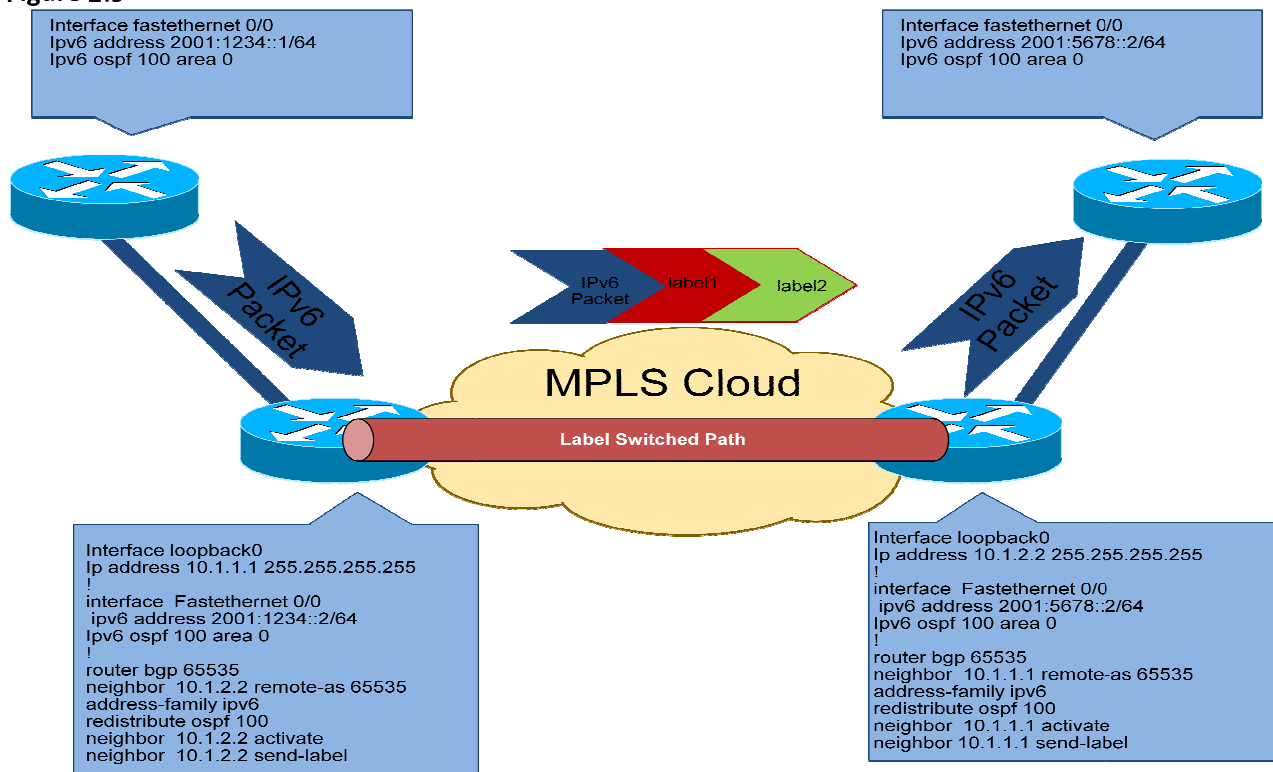 Interface fastethernet 0/0
Ipv6 address 2001:1234::1/64
Ipv6 ospf 100 area 0
Interface fastethernet 0/0
Ipv6 address 2001:5678::2/64
Ipv6 ospf 100 area 0
IPv6
Packet
IPv6
Packet
label1
label2
IPv6
Packet
MPLS Cloud
Label Switched Path
Interface loopback0
Ip address 10.1.1.1 255.255.255.255
!
interface Fastethernet 0/0
ipv6 address 2001:1234::2/64
Ipv6 ospf 100 area 0
!
router bgp 65535
neighbor 10.1.2.2 remote-as 65535
address-family ipv6
redistribute ospf 100
neighbor 10.1.2.2 activate
neighbor 10.1.2.2 send-label
Interface loopback0
Ip address 10.1.2.2 255.255.255.255
!
interface Fastethernet 0/0
ipv6 address 2001:5678::2/64
Ipv6 ospf 100 area 0
!
router bgp 65535
neighbor 10.1.1.1 remote-as 65535
address-family ipv6
redistribute ospf 100
neighbor 10.1.1.1 activate
neighbor 10.1.1.1 send-label